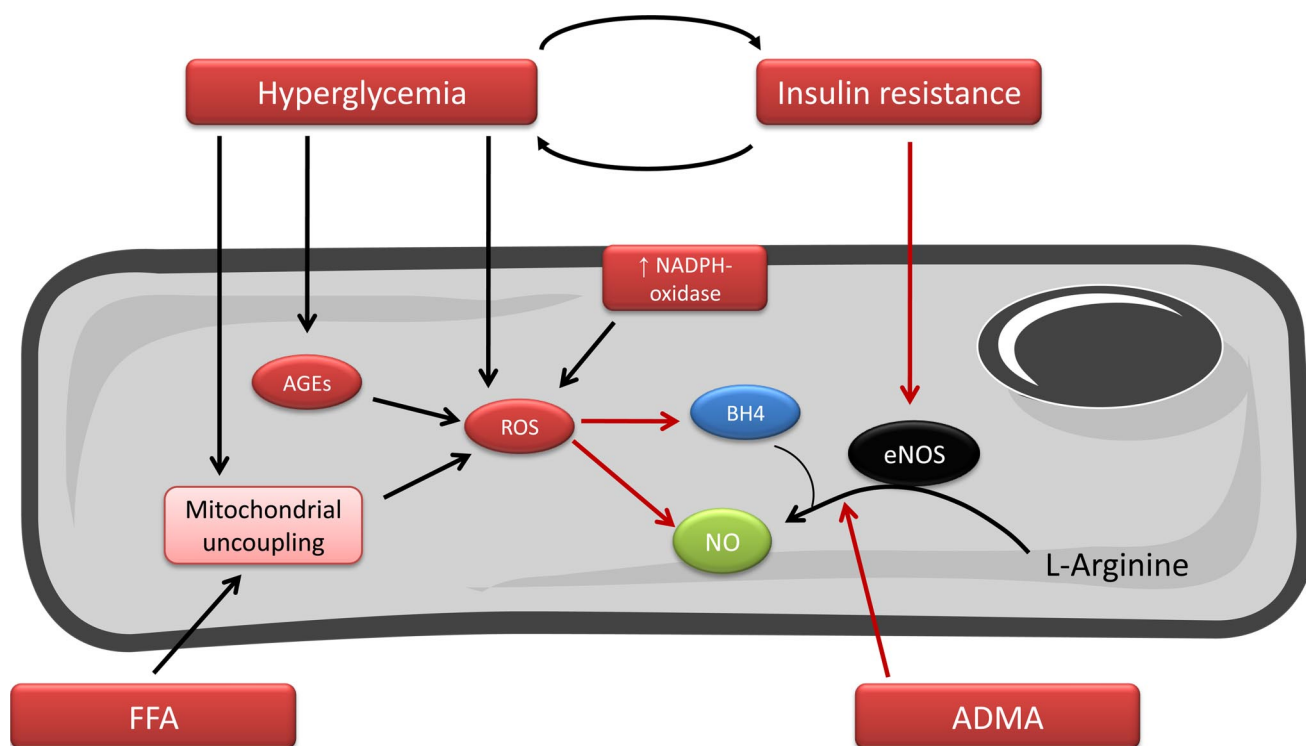 Hyperglycemia
Insulin resistance
↑ NADPH-
oxidase
AGEs
ROS
BH4
eNOS
Mitochondrial
uncoupling
NO
L-Arginine
FFA
ADMA